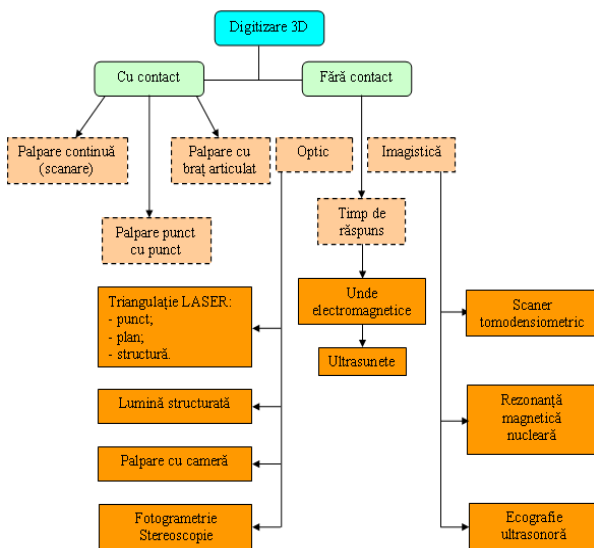 Digitizare 3D
Cu contact
Fără contact
Palpare continuă
(scanare)
Palpare cu
braț articulat
Optic
Imagistică
Palpare punct
cu punct
Timp de
răspuns
Triangulație LASER:
- punct;
- plan;
- structură.
Unde
electromagnetice
Scaner
tomodensiometric
Ultrasunete
Lumină structurată
Rezonanță
magnetică
nucleară
Palpare cu cameră
Fotogrametrie
Stereoscopie
Ecografie
ultrasonoră